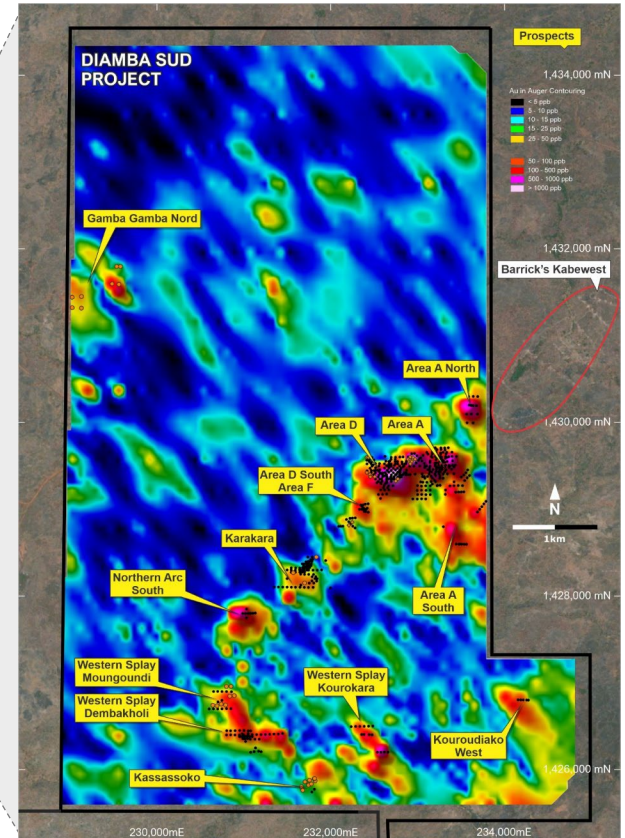 DIAMBA SUD
PROJECT
Prospects
1,434,000 mN
Au in Auger Contouring
< 5 ppb
5 - 10 ppb
10 - 15 ppb
15 - 25 ppb
25 - 50 ppb
50 - 100 ppb
100 - 500 ppb
500 - 1000 ppb
> 1000 ppb
Gamba Gamba Nord
1,432,000 mN
Barrick's Kabewest
Area A North
1,430,000 mN
Area D
Area A
Area D South
Area F
N
1km
Karakara
Northern Arc
South
Area A
South
1,428,000 mN
Western Splay
Moungoundi
Western Splay
Kourokara
Western Splay
Dembakholi
Kouroudiako
West
Kassassoko
1,426,000 mN
230,000mE
232,000mE
234,000mE